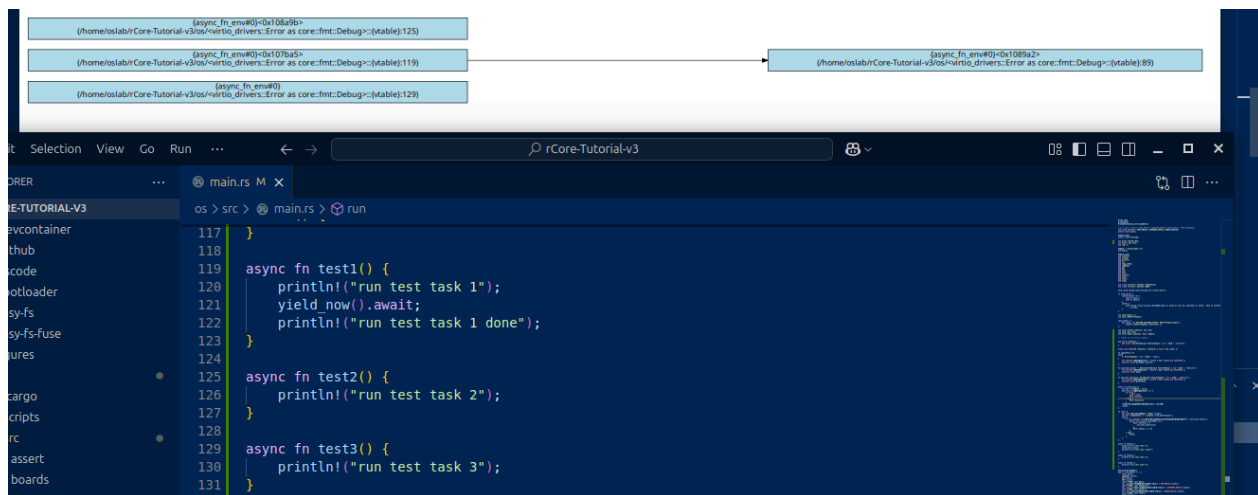 {async_fn_env#0}<0x108a9b>
(/home/oslab/rCore-Tutorial-v3/os/<virtio_drivers::Error as core::fmt::Debug>::{vtable}:125)
{async_fn_env#0}<0x107ba5>
(/home/oslab/rCore-Tutorial-v3/os/<virtio_drivers::Error as core::fmt::Debug>::{vtable}:119)
{async_fn_env#0}<0x1089a2>
(/home/oslab/rCore-Tutorial-v3/os/<virtio_drivers::Error as core::fmt::Debug>::{vtable}:89)
{async_fn_env#0}
(/home/oslab/rCore-Tutorial-v3/os/<virtio_drivers::Error as core::fmt::Debug>::{vtable}:129)
it Selection View Go Run ··· ← → rCore-Tutorial-v3
ORER ··· main.rs M ×
RE-TUTORIAL-V3
os > src > main.rs > run
evcontainer
thub
scode
ootloader
sy-fs
sy-fs-fuse
gures
cargo
cripts
rc
assert
boards
117 }
118
119 async fn test1() {
120 println!("run test task 1");
121 yield_now().await;
122 println!("run test task 1 done");
123 }
124
125 async fn test2() {
126 println!("run test task 2");
127 }
128
129 async fn test3() {
130 println!("run test task 3");
131 }